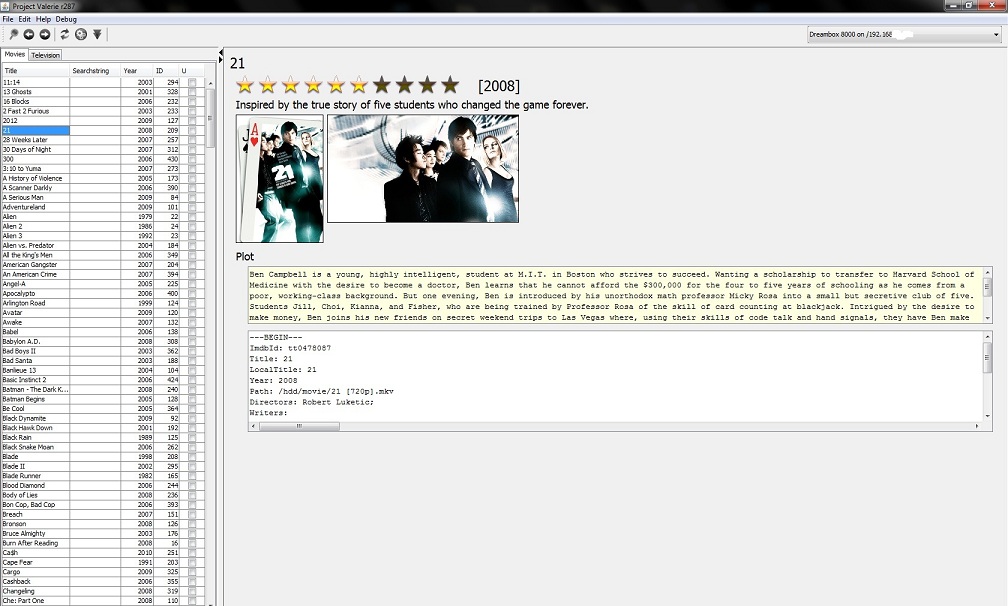 Project Valerie r287
File Edit Help Debug
Dreambox 8000 on /192.168
Movies Television
Title Searchstring Year ID U
11:14 2003 294
13 Ghosts 2001 328
16 Blocks 2006 232
2 Fast 2 Furious 2003 233
2012 2009 127
21 2008 209
28 Weeks Later 2007 257
30 Days of Night 2007 312
300 2006 430
3:10 to Yuma 2007 273
A History of Violence 2005 173
A Scanner Darkly 2006 390
A Serious Man 2009 84
Adventureland 2009 101
Alien 1979 22
Alien 2 1986 24
Alien 3 1992 23
Alien vs. Predator 2004 184
All the King's Men 2006 349
American Gangster 2007 204
An American Crime 2007 394
Angel-A 2005 225
Apocalypto 2006 400
Arlington Road 1999 124
Avatar 2009 120
Awake 2007 132
Babel 2006 138
Babylon A.D. 2008 308
Bad Boys II 2003 362
Bad Santa 2003 188
Banlieue 13 2004 104
Basic Instinct 2 2006 424
Batman - The Dark K... 2008 240
Batman Begins 2005 128
Be Cool 2005 364
Black Dynamite 2009 92
Black Hawk Down 2001 192
Black Rain 1989 125
Black Snake Moan 2006 262
Blade 1998 208
Blade II 2002 295
Blade Runner 1982 165
Blood Diamond 2006 244
Body of Lies 2008 236
Bon Cop, Bad Cop 2006 393
Breach 2007 151
Bronson 2008 126
Bruce Almighty 2003 176
Burn After Reading 2008 16
Ca$h 2010 251
Cape Fear 1991 203
Cargo 2009 325
Cashback 2006 355
Changeling 2008 319
Che: Part One 2008 110
21
[2008]
Inspired by the true story of five students who changed the game forever.
A
J
21
Plot
Ben Campbell is a young, highly intelligent, student at M.I.T. in Boston who strives to succeed. Wanting a scholarship to transfer to Harvard School of
Medicine with the desire to become a doctor, Ben learns that he cannot afford the $300,000 for the four to five years of schooling as he comes from a
poor, working-class background. But one evening, Ben is introduced by his unorthodox math professor Micky Rosa into a small but secretive club of five.
Students Jill, Choi, Kianna, and Fisher, who are being trained by Professor Rosa of the skill of card counting at blackjack. Intrigued by the desire to
make money, Ben joins his new friends on secret weekend trips to Las Vegas where, using their skills of code talk and hand signals, they have Ben make
---BEGIN---
ImdbId: tt0478087
Title: 21
LocalTitle: 21
Year: 2008
Path: /hdd/movie/21 [720p].mkv
Directors: Robert Luketic;
Writers: